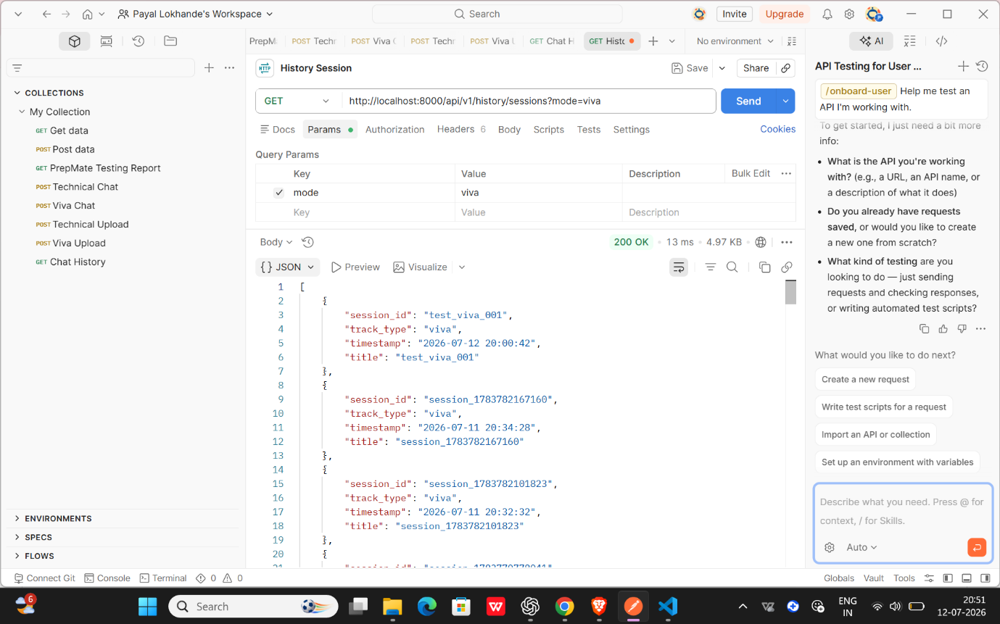 Payal Lokhande's Workspace
Search
Invite
Upgrade
P
PrepM
POST Techr
POST Viva C
POST Techr
POST Viva U
GET Chat H
GET Histo
No environment
AI
COLLECTIONS
My Collection
GET Get data
POST Post data
GET PrepMate Testing Report
POST Technical Chat
POST Viva Chat
POST Technical Upload
POST Viva Upload
GET Chat History
ENVIRONMENTS
SPECS
FLOWS
HTTP
History Session
Save
Share
GET
http://localhost:8000/api/v1/history/sessions?mode=viva
Send
Docs
Params
Authorization
Headers 6
Body
Scripts
Tests
Settings
Cookies
Query Params
Key
Value
Description
Bulk Edit
mode
viva
Key
Value
Description
Body
200 OK
13 ms
4.97 KB
{} JSON
Preview
Visualize
1 [
2 {
3 "session_id": "test_viva_001",
4 "track_type": "viva",
5 "timestamp": "2026-07-12 20:00:42",
6 "title": "test_viva_001"
7 },
8 {
9 "session_id": "session_1783782167160",
10 "track_type": "viva",
11 "timestamp": "2026-07-11 20:34:28",
12 "title": "session_1783782167160"
13 },
14 {
15 "session_id": "session_1783782101823",
16 "track_type": "viva",
17 "timestamp": "2026-07-11 20:32:32",
18 "title": "session_1783782101823"
19 },
20 {
API Testing for User ...
/onboard-user Help me test an
API I'm working with.
To get started, I just need a bit more
info:
• What is the API you're working
with? (e.g., a URL, an API name, or
a description of what it does)
• Do you already have requests
saved, or would you like to create
a new one from scratch?
• What kind of testing are you
looking to do — just sending
requests and checking responses,
or writing automated test scripts?
What would you like to do next?
Create a new request
Write test scripts for a request
Import an API or collection
Set up an environment with variables
Describe what you need. Press @ for
context, / for Skills.
Auto
Connect Git
Console
Terminal
0
0
Globals
Vault
Tools
6
Search
ENG
IN
20:51
12-07-2026